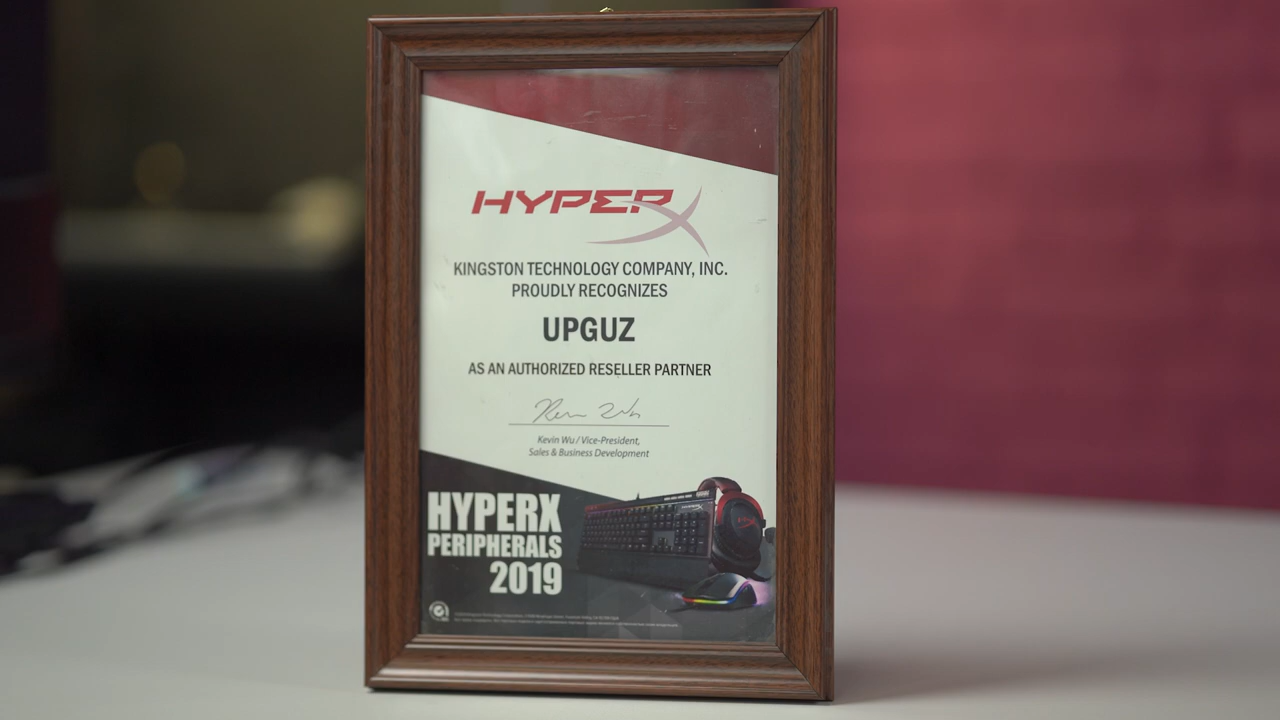 HYPERX
KINGSTON TECHNOLOGY COMPANY, INC.
PROUDLY RECOGNIZES
UPGUZ
AS AN AUTHORIZED RESELLER PARTNER
Kevin Wu / Vice-President,
Sales & Business Development
HYPERX
PERIPHERALS
2019